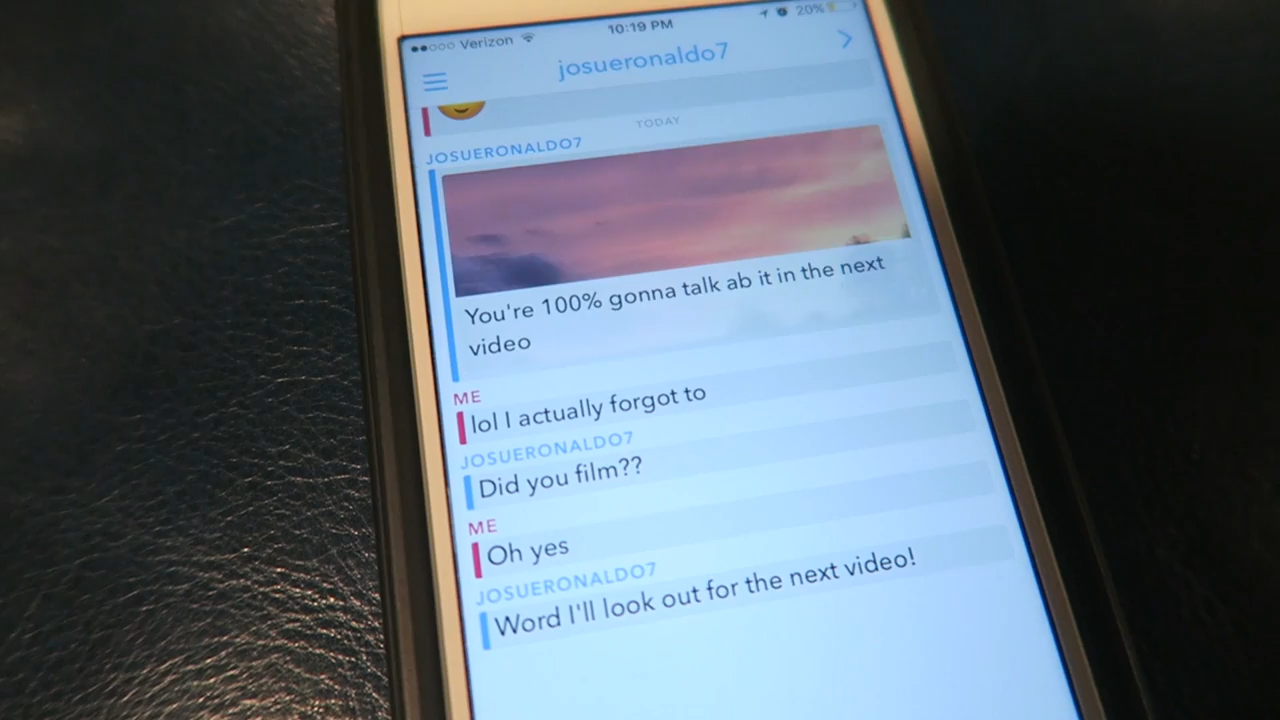 Verizon 10:19 PM 20%
josueronaldo7
TODAY
JOSUERONALDO7
You're 100% gonna talk ab it in the next
video
ME
lol I actually forgot to
JOSUERONALDO7
Did you film??
ME
Oh yes
JOSUERONALDO7
Word I'll look out for the next video!